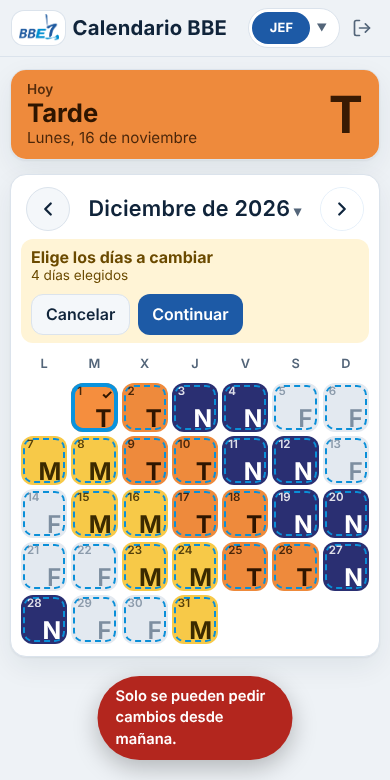 BBE Calendario BBE JEF ▼
Hoy
Tarde
Lunes, 16 de noviembre
T
Diciembre de 2026 ▾
Elige los días a cambiar
4 días elegidos
Cancelar Continuar
L M X J V S D
1 T 2 T 3 N 4 N 5 F 6 F
7 M 8 M 9 T 10 T 11 N 12 N 13 F
14 F 15 M 16 M 17 T 18 T 19 N 20 N
21 F 22 F 23 M 24 M 25 T 26 T 27 N
28 N 29 F 30 F 31 M
Solo se pueden pedir
cambios desde
mañana.